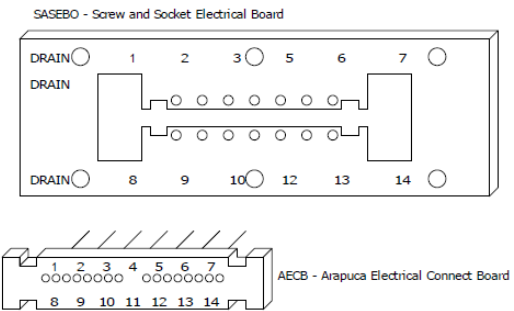 SASEBO - Screw and Socket Electrical Board
DRAIN 1 2 3 5 6 7
DRAIN
DRAIN 8 9 10 12 13 14
1 2 3 4 5 6 7
AECB - Arapuca Electrical Connect Board
8 9 10 11 12 13 14